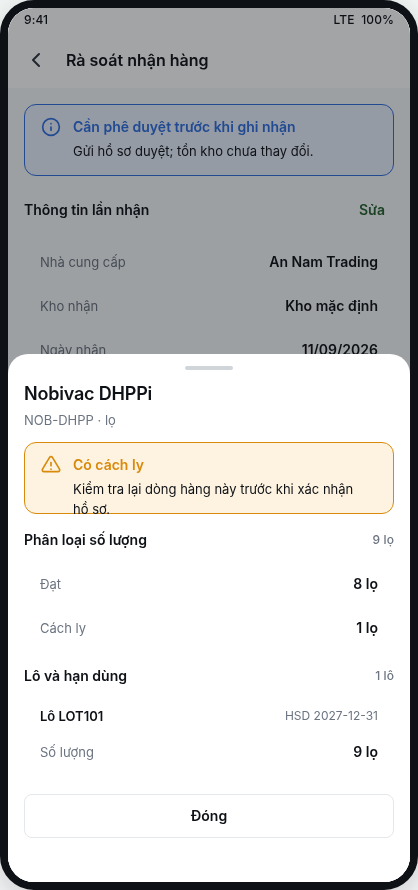 9:41
LTE 100%
Rà soát nhận hàng
Cần phê duyệt trước khi ghi nhận
Gửi hồ sơ duyệt; tồn kho chưa thay đổi.
Thông tin lần nhận
Sửa
Nhà cung cấp
An Nam Trading
Kho nhận
Kho mặc định
Ngày nhận
11/09/2026
Nobivac DHPPi
NOB-DHPP · lọ
Có cách ly
Kiểm tra lại dòng hàng này trước khi xác nhận
hồ sơ.
Phân loại số lượng
9 lọ
Đạt
8 lọ
Cách ly
1 lọ
Lô và hạn dùng
1 lô
Lô LOT101
HSD 2027-12-31
Số lượng
9 lọ
Đóng